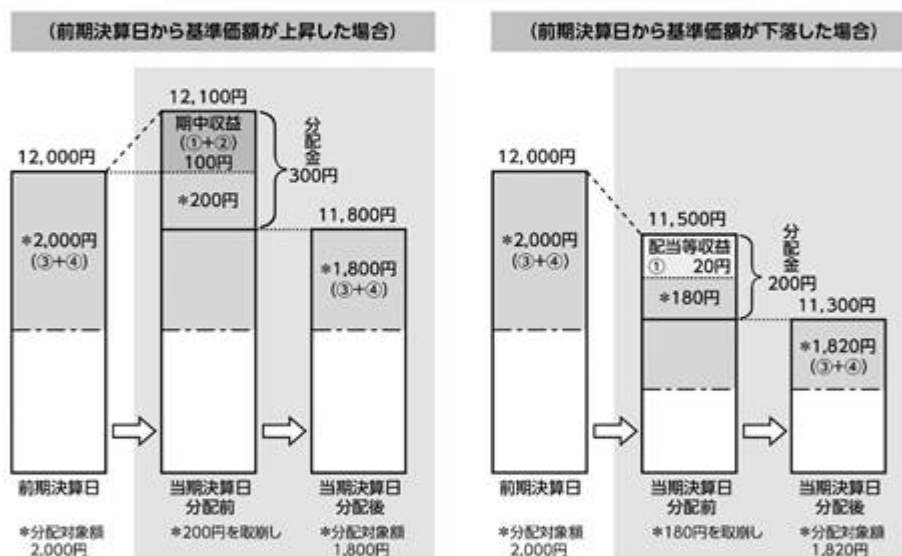 (前期決算日から基準価額が上昇した場合)
12,100円
期中収益
(①+②)
100円
分配金
300円
12,000円
*200円
11,800円
*2,000円
(③+④)
*1,800円
(③+④)
前期決算日
当期決算日
分配前
当期決算日
分配後
*分配対象額
2,000円
*200円を取崩し
*分配対象額
1,800円
(前期決算日から基準価額が下落した場合)
12,000円
11,500円
配当等収益
① 20円
分配金
200円
*180円
11,300円
*2,000円
(③+④)
*1,820円
(③+④)
前期決算日
当期決算日
分配前
当期決算日
分配後
*分配対象額
2,000円
*180円を取崩し
*分配対象額
1,820円